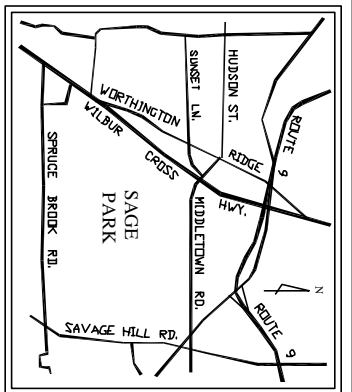 HUDSON ST.
SUNSET LN.
WORTHINGTON RIDGE
ROUTE 9
WILBUR CROSS HWY.
SAGE
PARK
MIDDLETOWN RD.
SPRUCE BROOK RD.
N
ROUTE 9
SAVAGE HILL RD.